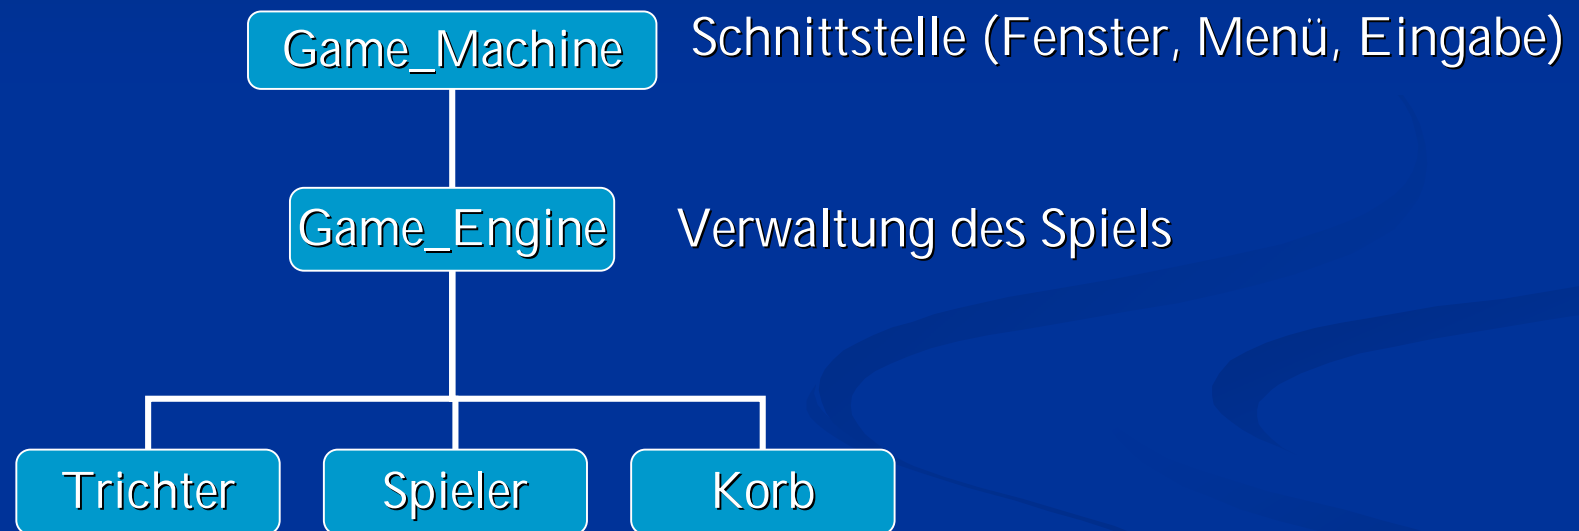 Game_Machine Schnittstelle (Fenster, Menü, Eingabe)
Game_Engine Verwaltung des Spiels
Trichter Spieler Korb